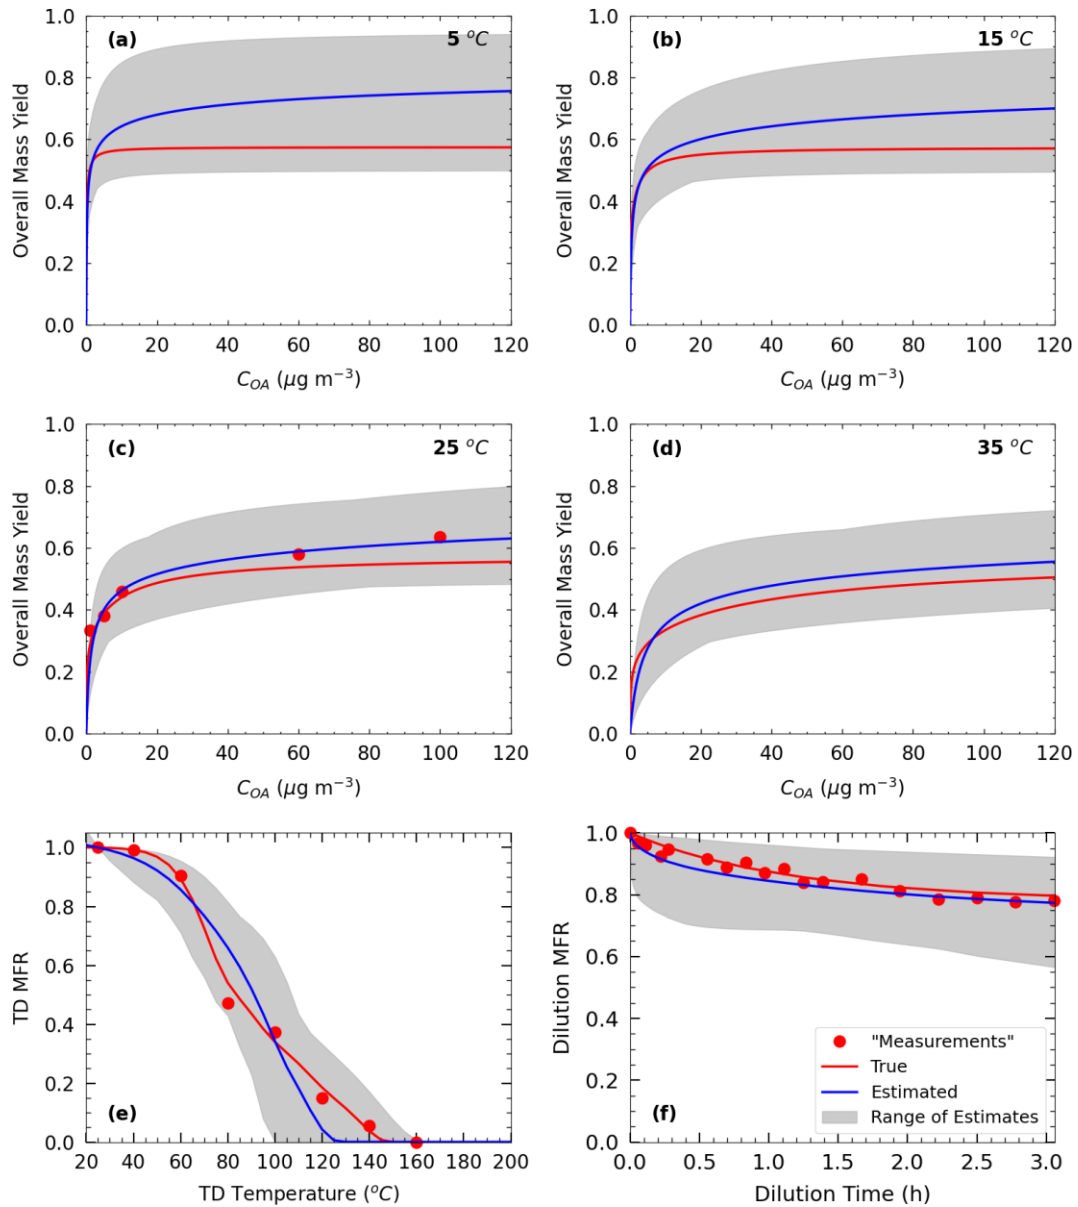 (a) 5 °C
Overall Mass Yield
1.0
0.8
0.6
0.4
0.2
0.0
0 20 40 60 80 100 120
C_OA (μg m⁻³)
(b) 15 °C
Overall Mass Yield
1.0
0.8
0.6
0.4
0.2
0.0
0 20 40 60 80 100 120
C_OA (μg m⁻³)
(c) 25 °C
Overall Mass Yield
1.0
0.8
0.6
0.4
0.2
0.0
0 20 40 60 80 100 120
C_OA (μg m⁻³)
(d) 35 °C
Overall Mass Yield
1.0
0.8
0.6
0.4
0.2
0.0
0 20 40 60 80 100 120
C_OA (μg m⁻³)
(e)
TD MFR
1.0
0.8
0.6
0.4
0.2
0.0
20 40 60 80 100 120 140 160 180 200
TD Temperature (°C)
(f)
Dilution MFR
1.0
0.8
0.6
0.4
0.2
0.0
0.0 0.5 1.0 1.5 2.0 2.5 3.0
Dilution Time (h)
"Measurements"
True
Estimated
Range of Estimates